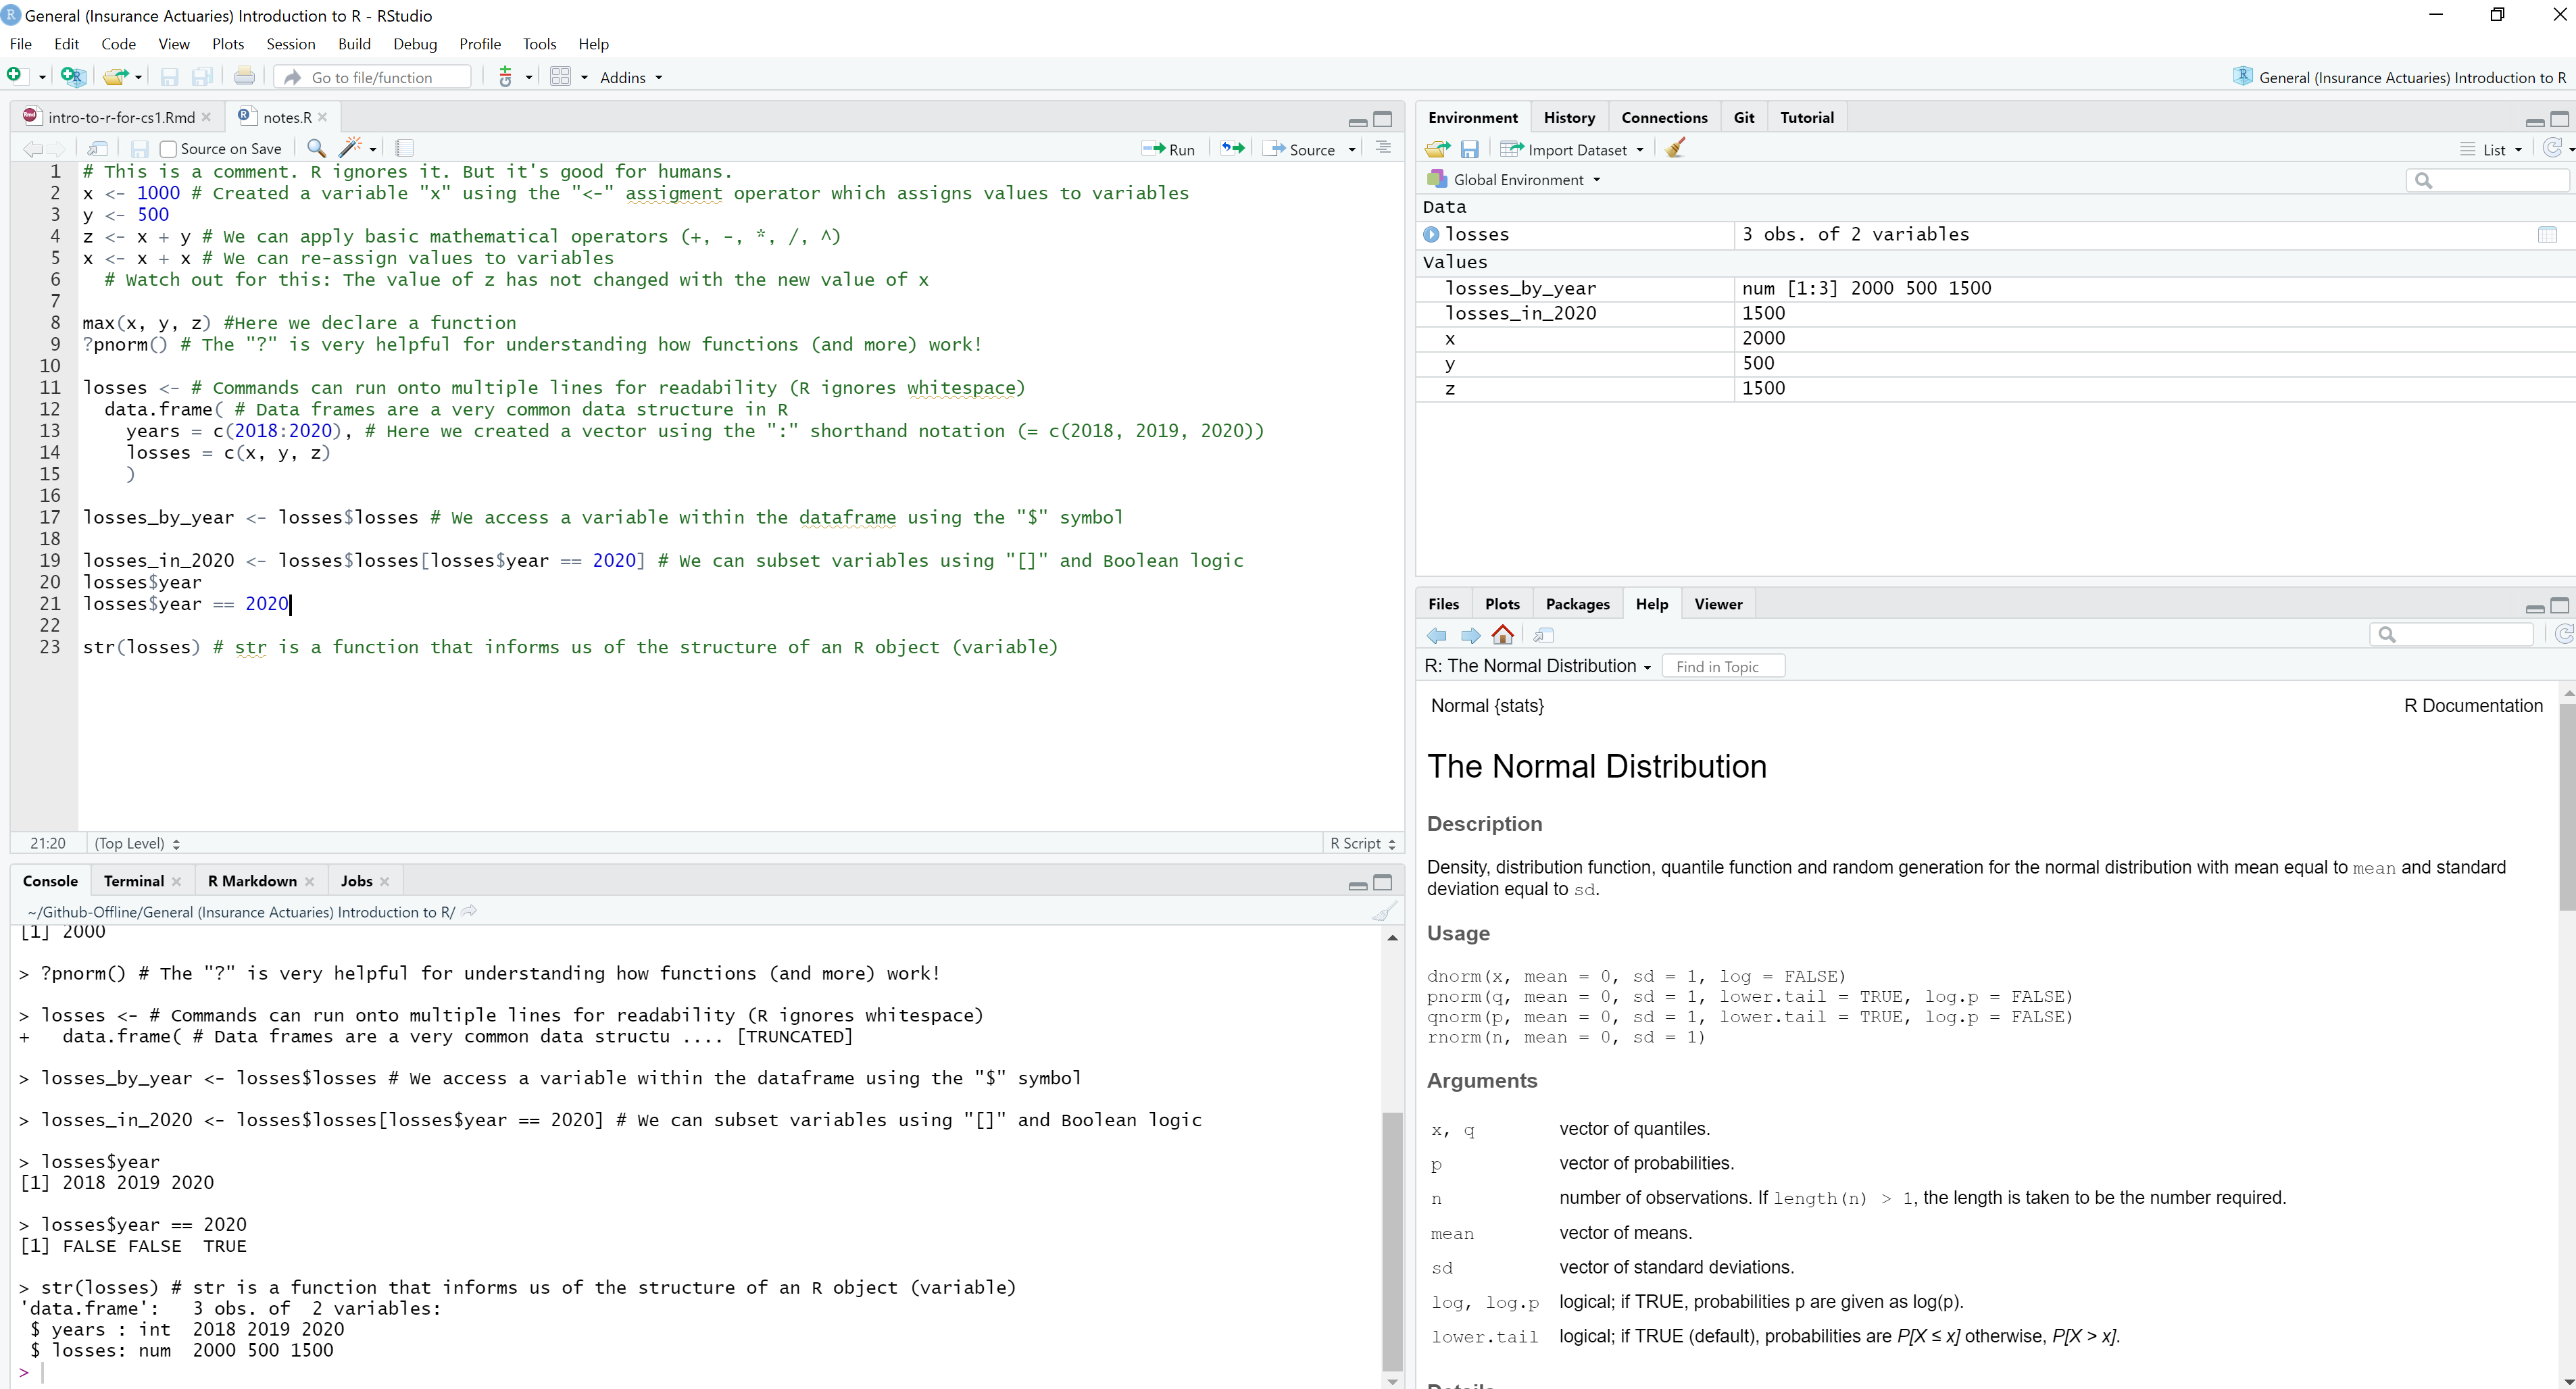 General (Insurance Actuaries) Introduction to R - RStudio
File Edit Code View Plots Session Build Debug Profile Tools Help
Go to file/function Addins General (Insurance Actuaries) Introduction to R
intro-to-r-for-cs1.Rmd notes.R
Source on Save Run Source
1 # This is a comment. R ignores it. But it's good for humans.
2 x <- 1000 # Created a variable "x" using the "<-" assigment operator which assigns values to variables
3 y <- 500
4 z <- x + y # We can apply basic mathematical operators (+, -, *, /, ^)
5 x <- x + x # We can re-assign values to variables
6 # Watch out for this: The value of z has not changed with the new value of x
7
8 max(x, y, z) #Here we declare a function
9 ?pnorm() # The "?" is very helpful for understanding how functions (and more) work!
10
11 losses <- # Commands can run onto multiple lines for readability (R ignores whitespace)
12 data.frame( # Data frames are a very common data structure in R
13 years = c(2018:2020), # Here we created a vector using the ":" shorthand notation (= c(2018, 2019, 2020))
14 losses = c(x, y, z)
15 )
16
17 losses_by_year <- losses$losses # We access a variable within the dataframe using the "$" symbol
18
19 losses_in_2020 <- losses$losses[losses$year == 2020] # We can subset variables using "[]" and Boolean logic
20 losses$year
21 losses$year == 2020
22
23 str(losses) # str is a function that informs us of the structure of an R object (variable)
21:20 (Top Level) R Script
Console Terminal R Markdown Jobs
~/Github-Offline/General (Insurance Actuaries) Introduction to R/
[1] 2000
> ?pnorm() # The "?" is very helpful for understanding how functions (and more) work!
> losses <- # Commands can run onto multiple lines for readability (R ignores whitespace)
+ data.frame( # Data frames are a very common data structu .... [TRUNCATED]
> losses_by_year <- losses$losses # We access a variable within the dataframe using the "$" symbol
> losses_in_2020 <- losses$losses[losses$year == 2020] # We can subset variables using "[]" and Boolean logic
> losses$year
[1] 2018 2019 2020
> losses$year == 2020
[1] FALSE FALSE TRUE
> str(losses) # str is a function that informs us of the structure of an R object (variable)
'data.frame': 3 obs. of 2 variables:
$ years : int 2018 2019 2020
$ losses: num 2000 500 1500
>
Environment History Connections Git Tutorial
Import Dataset List
Global Environment
Data
losses 3 obs. of 2 variables
Values
losses_by_year num [1:3] 2000 500 1500
losses_in_2020 1500
x 2000
y 500
z 1500
Files Plots Packages Help Viewer
R: The Normal Distribution Find in Topic
Normal {stats} R Documentation
The Normal Distribution
Description
Density, distribution function, quantile function and random generation for the normal distribution with mean equal to mean and standard
deviation equal to sd.
Usage
dnorm(x, mean = 0, sd = 1, log = FALSE)
pnorm(q, mean = 0, sd = 1, lower.tail = TRUE, log.p = FALSE)
qnorm(p, mean = 0, sd = 1, lower.tail = TRUE, log.p = FALSE)
rnorm(n, mean = 0, sd = 1)
Arguments
x, q vector of quantiles.
p vector of probabilities.
n number of observations. If length(n) > 1, the length is taken to be the number required.
mean vector of means.
sd vector of standard deviations.
log, log.p logical; if TRUE, probabilities p are given as log(p).
lower.tail logical; if TRUE (default), probabilities are P[X ≤ x] otherwise, P[X > x].